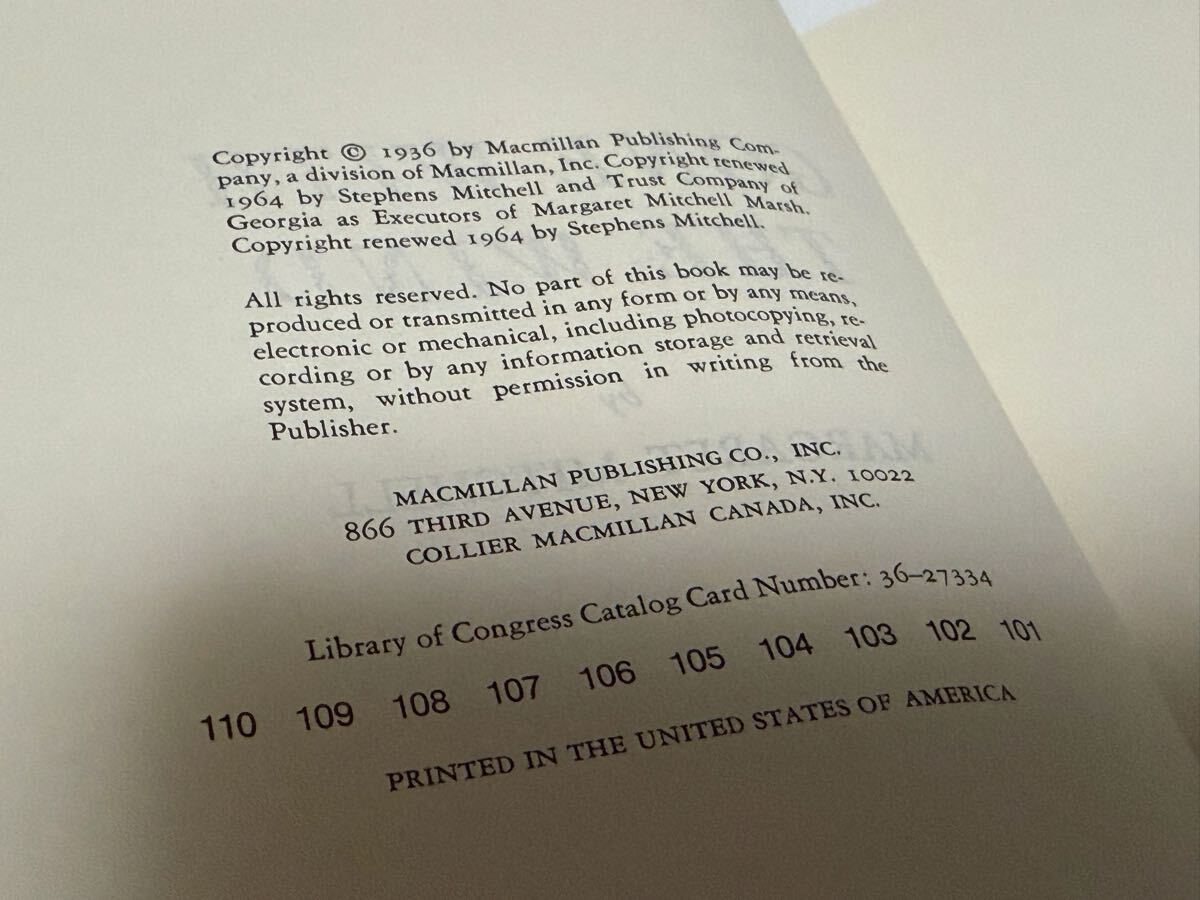 Copyright © 1936 by Macmillan Publishing Com-
pany, a division of Macmillan, Inc. Copyright renewed
1964 by Stephens Mitchell and Trust Company of
Georgia as Executors of Margaret Mitchell Marsh.
Copyright renewed 1964 by Stephens Mitchell.
All rights reserved. No part of this book may be re-
produced or transmitted in any form or by any means,
electronic or mechanical, including photocopying, re-
cording or by any information storage and retrieval
system, without permission in writing from the
Publisher.
MACMILLAN PUBLISHING CO., INC.
866 THIRD AVENUE, NEW YORK, N.Y. 10022
COLLIER MACMILLAN CANADA, INC.
Library of Congress Catalog Card Number: 36-27334
110 109 108 107 106 105 104 103 102 101
PRINTED IN THE UNITED STATES OF AMERICA